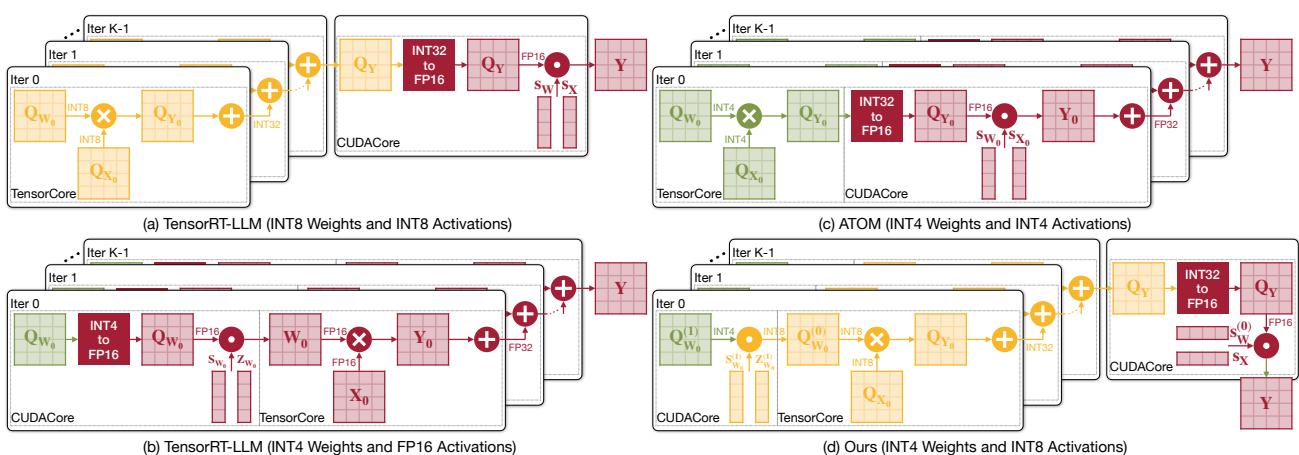 Iter K-1
Iter 1
Iter 0
Q_{W_0} INT8 Q_{Y_0} INT32
INT8
Q_{X_0}
TensorCore
Q_Y INT32 to FP16 Q_Y FP16 Y
s_W s_X
CUDACore
(a) TensorRT-LLM (INT8 Weights and INT8 Activations)
Iter K-1
Iter 1
Iter 0
Q_{W_0} INT4 Q_{Y_0} INT32 to FP16 Q_{Y_0} FP16 Y_0 FP32 Y
INT4 s_{W_0} s_{X_0}
Q_{X_0}
TensorCore CUDACore
(c) ATOM (INT4 Weights and INT4 Activations)
Iter K-1
Iter 1
Iter 0
Q_{W_0} INT4 to FP16 Q_{W_0} FP16 W_0 FP16 Y_0 FP32 Y
s_{W_0} z_{W_0} FP16
X_0
CUDACore TensorCore
(b) TensorRT-LLM (INT4 Weights and FP16 Activations)
Iter K-1
Iter 1
Iter 0
Q_{W_0}^{(1)} INT4 INT8 Q_{W_0}^{(0)} INT8 Q_{Y_0} INT32
s_{W_0}^{(1)} z_{W_0}^{(1)} INT8
Q_{X_0}
CUDACore TensorCore
Q_Y INT32 to FP16 Q_Y
FP16
s_W^{(0)}
s_X
CUDACore
Y
(d) Ours (INT4 Weights and INT8 Activations)